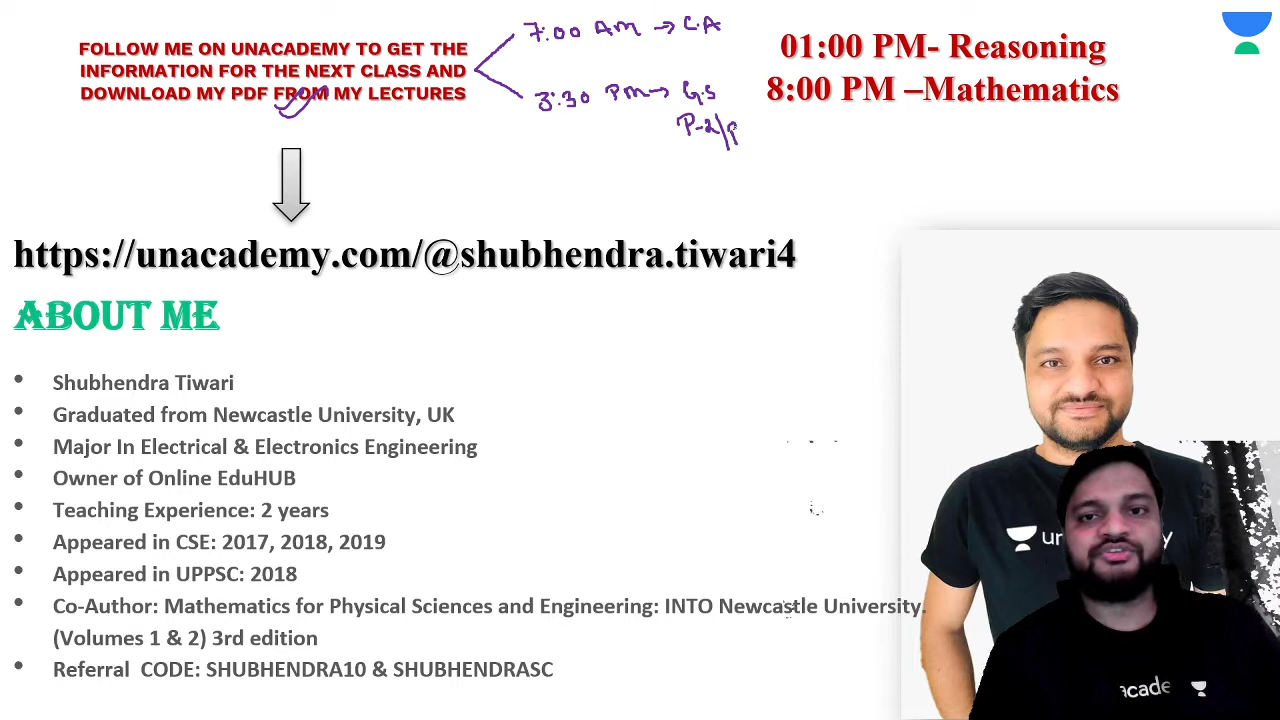 FOLLOW ME ON UNACADEMY TO GET THE
INFORMATION FOR THE NEXT CLASS AND
DOWNLOAD MY PDF FROM MY LECTURES
7:00 AM → C.A
3:30 PM → G.S
P-2/P
01:00 PM- Reasoning
8:00 PM –Mathematics
https://unacademy.com/@shubhendra.tiwari4
ABOUT ME
• Shubhendra Tiwari
• Graduated from Newcastle University, UK
• Major In Electrical & Electronics Engineering
• Owner of Online EduHUB
• Teaching Experience: 2 years
• Appeared in CSE: 2017, 2018, 2019
• Appeared in UPPSC: 2018
• Co-Author: Mathematics for Physical Sciences and Engineering: INTO Newcastle University.
(Volumes 1 & 2) 3rd edition
• Referral CODE: SHUBHENDRA10 & SHUBHENDRASC